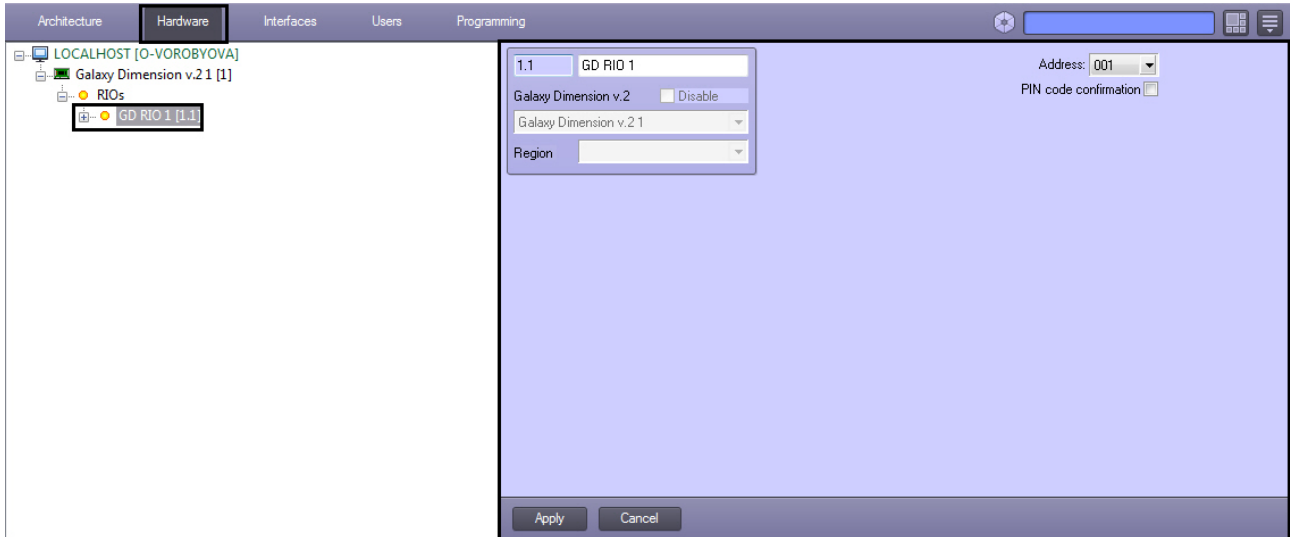 Architecture Hardware Interfaces Users Programming
LOCALHOST [O-VOROBYOVA]
Galaxy Dimension v.2 1 [1]
RIOs
GD RIO 1 [1.1]
1.1 GD RIO 1
Galaxy Dimension v.2 Disable
Galaxy Dimension v.2 1
Region
Address: 001
PIN code confirmation
Apply Cancel